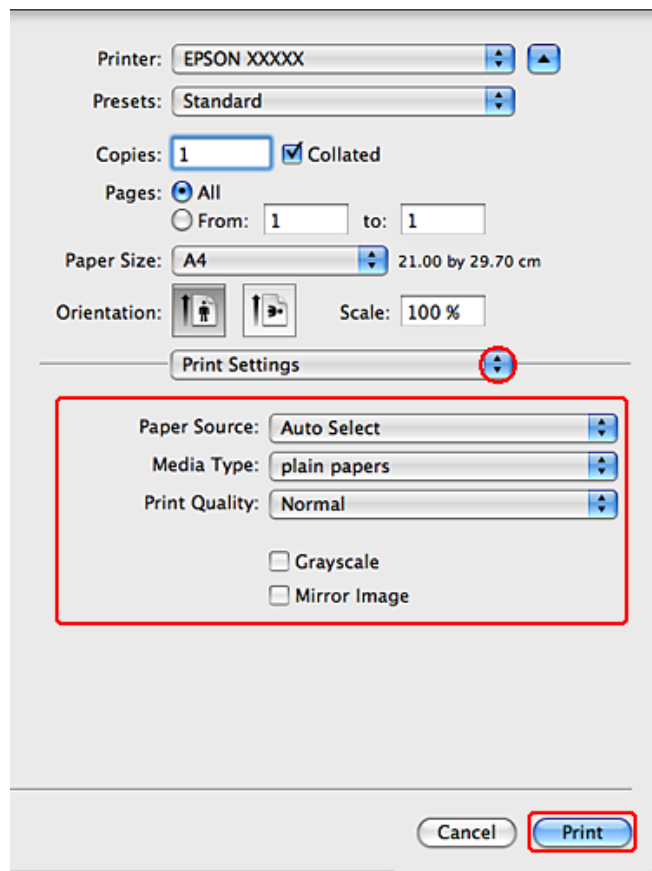 Printer: EPSON XXXXX
Presets: Standard
Copies: 1 Collated
Pages: All
From: 1 to: 1
Paper Size: A4 21.00 by 29.70 cm
Orientation: Scale: 100 %
Print Settings
Paper Source: Auto Select
Media Type: plain papers
Print Quality: Normal
Grayscale
Mirror Image
Cancel Print